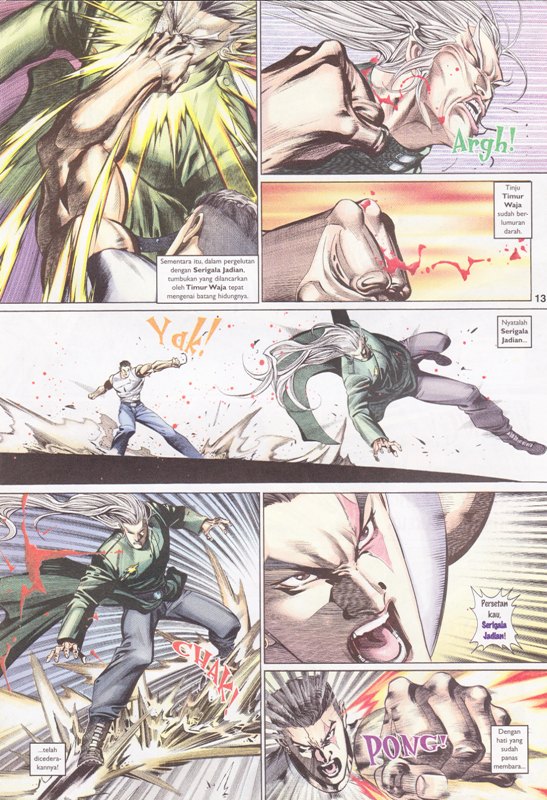 Sementara itu, dalam pergelutan
dengan Serigala Jadian,
tumbukan yang dilancarkan
oleh Timur Waja tepat
mengenai batang hidungnya.
Argh!
Tinju
Timur Waja
sudah ber-
lumuran
darah.
13
Yak!
Nyatalah
Serigala
Jadian...
CHAK!
...telah
dicedera-
kannya!
Persetan
kau,
Serigala
Jadian!
PONG!
Dengan
hati yang
sudah
panas
membara...